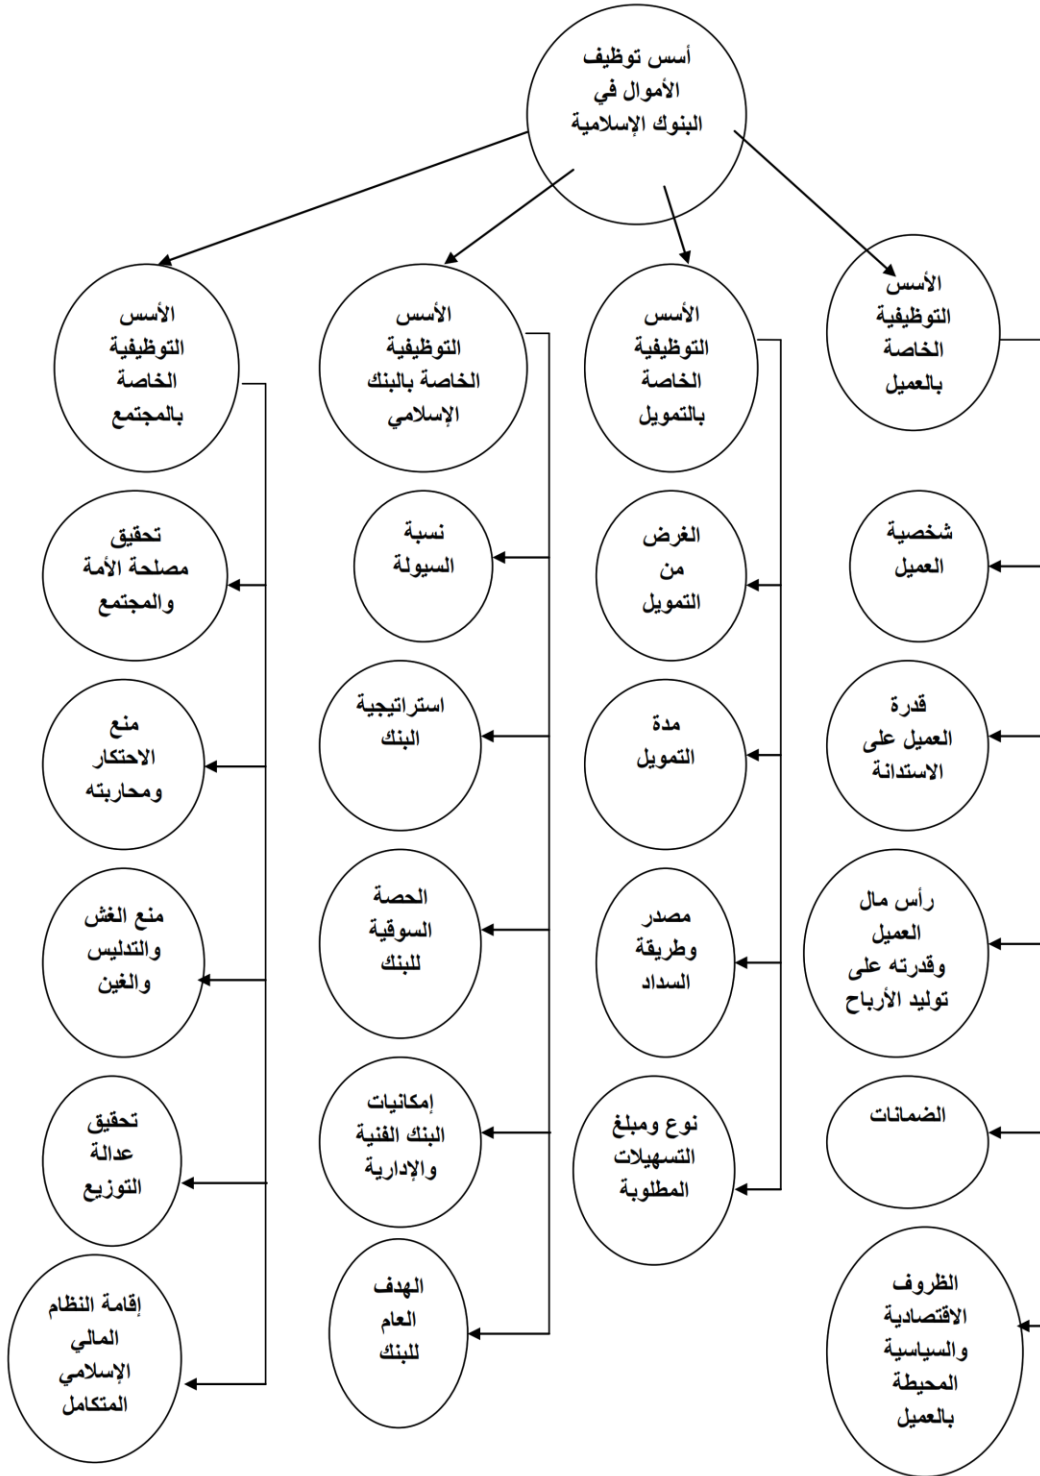 أسس توظيف
الأموال في
البنوك الإسلامية
الأسس
التوظيفية
الخاصة
بالعميل
الأسس
التوظيفية
الخاصة
بالتمويل
الأسس
التوظيفية
الخاصة بالبنك
الإسلامي
الأسس
التوظيفية
الخاصة
بالمجتمع
شخصية
العميل
قدرة
العميل على
الاستدانة
رأس مال
العميل
وقدرته على
توليد الأرباح
الضمانات
الظروف
الاقتصادية
والسياسية
المحيطة
بالعميل
الغرض
من
التمويل
مدة
التمويل
مصدر
وطريقة
السداد
نوع ومبلغ
التسهيلات
المطلوبة
نسبة
السيولة
استراتيجية
البنك
الحصة
السوقية
للبنك
إمكانيات
البنك الفنية
والإدارية
الهدف
العام
للبنك
تحقيق
مصلحة الأمة
والمجتمع
منع
الاحتكار
ومحاربته
منع الغش
والتدليس
والغين
تحقيق
عدالة
التوزيع
إقامة النظام
المالي
الإسلامي
المتكامل